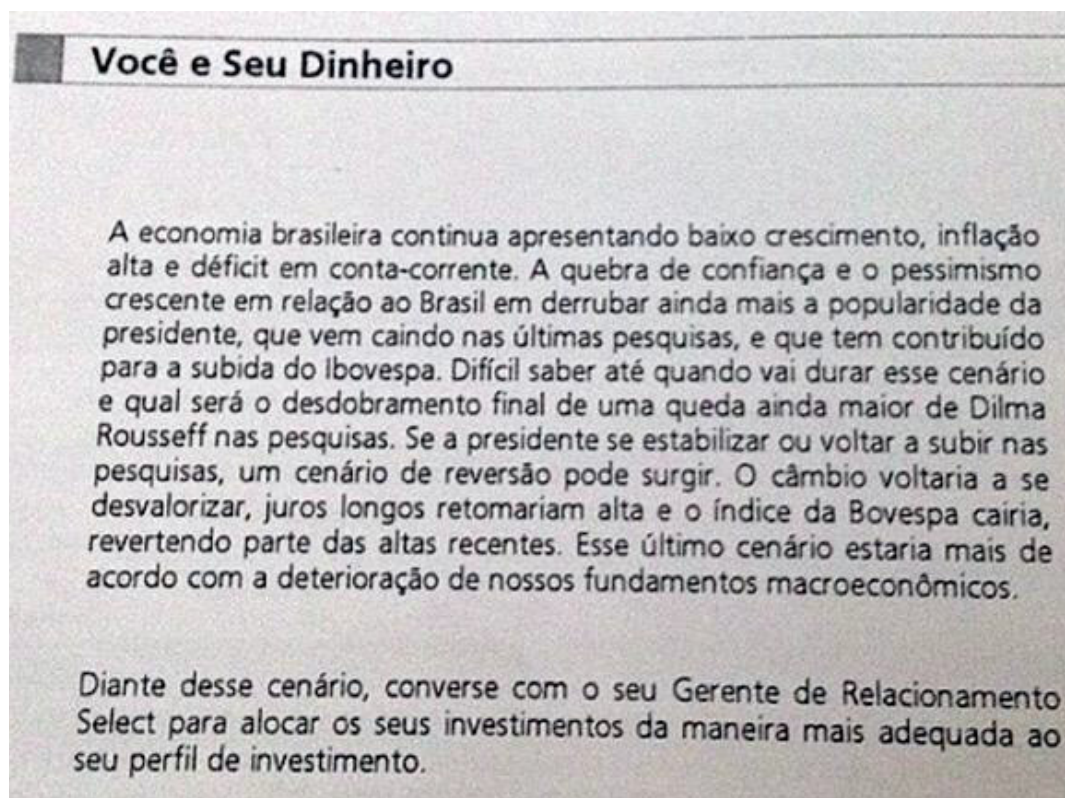 Você e Seu Dinheiro
A economia brasileira continua apresentando baixo crescimento, inflação
alta e déficit em conta-corrente. A quebra de confiança e o pessimismo
crescente em relação ao Brasil em derrubar ainda mais a popularidade da
presidente, que vem caindo nas últimas pesquisas, e que tem contribuído
para a subida do Ibovespa. Difícil saber até quando vai durar esse cenário
e qual será o desdobramento final de uma queda ainda maior de Dilma
Rousseff nas pesquisas. Se a presidente se estabilizar ou voltar a subir nas
pesquisas, um cenário de reversão pode surgir. O câmbio voltaria a se
desvalorizar, juros longos retomariam alta e o índice da Bovespa cairia,
revertendo parte das altas recentes. Esse último cenário estaria mais de
acordo com a deterioração de nossos fundamentos macroeconômicos.
Diante desse cenário, converse com o seu Gerente de Relacionamento
Select para alocar os seus investimentos da maneira mais adequada ao
seu perfil de investimento.